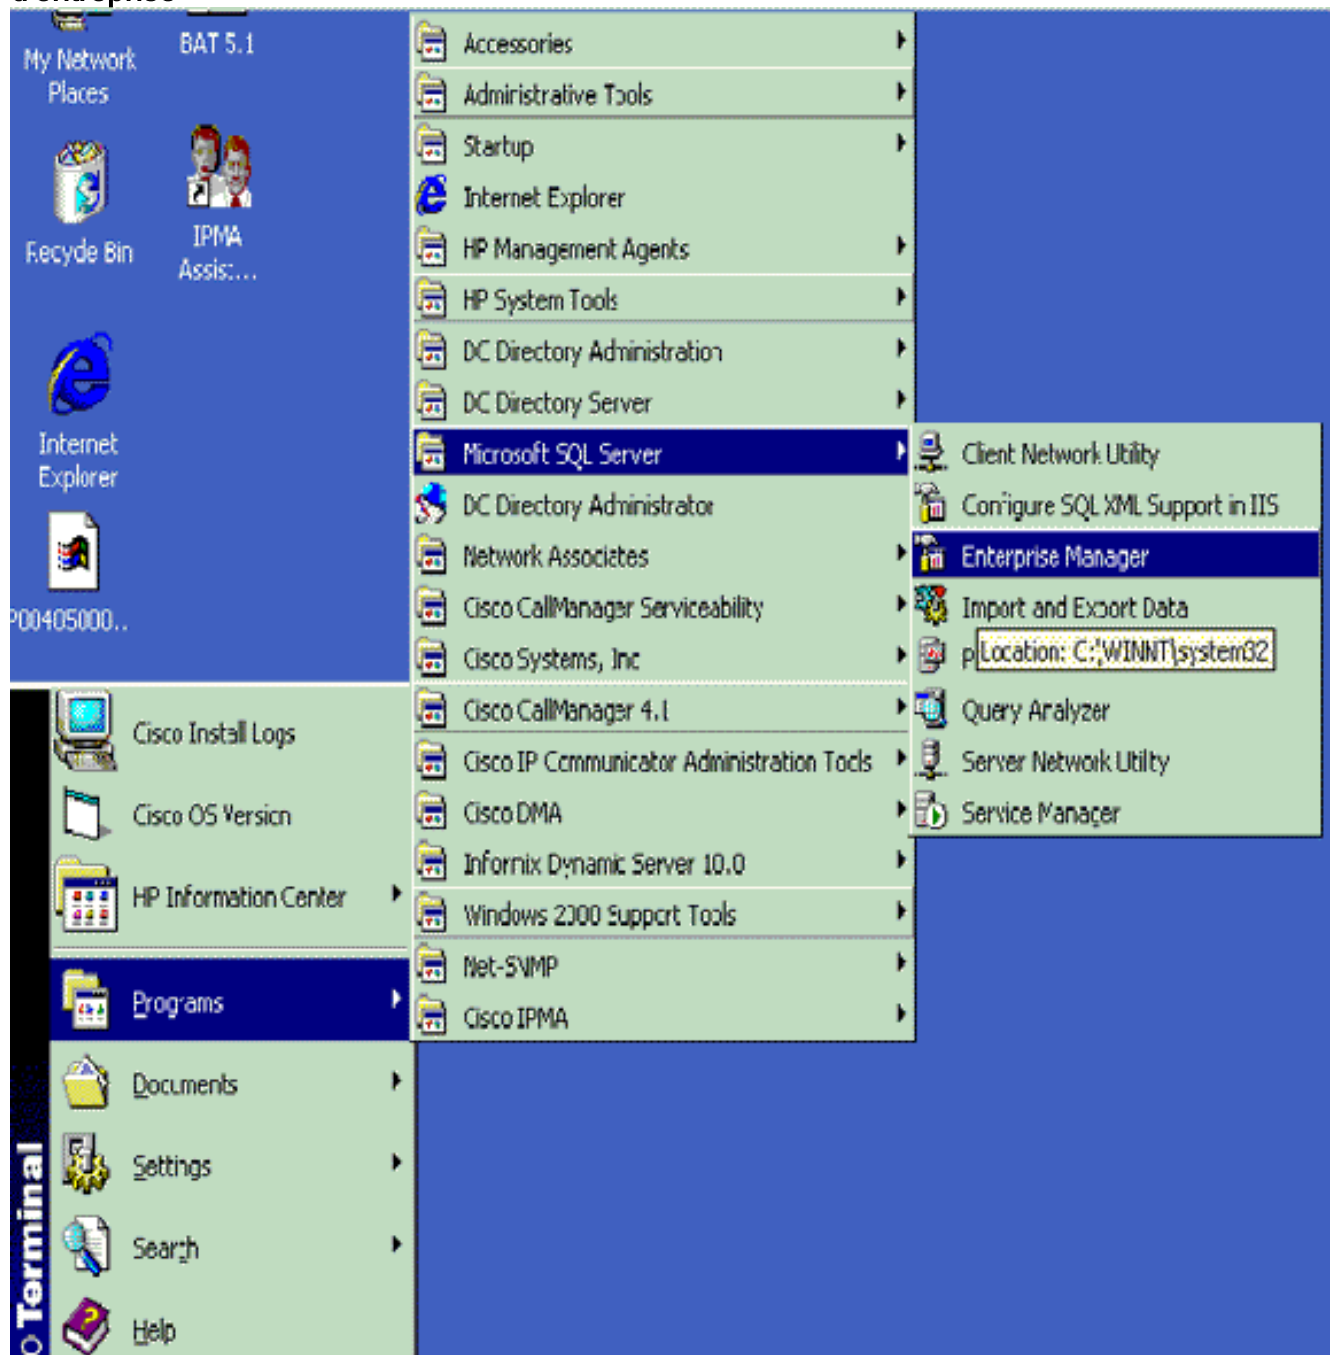 d'entreprise
My Network
Places
BAT 5.1
Recycle Bin
IPMA
Assist...
Internet
Explorer
P00405000..
Cisco Install Logs
Cisco OS Version
HP Information Center
Programs
Documents
Settings
Search
Help
Terminal
Accessories
Administrative Tools
Startup
Internet Explorer
HP Management Agents
HP System Tools
DC Directory Administration
DC Directory Server
Microsoft SQL Server
DC Directory Administrator
Network Associates
Cisco CallManager Serviceability
Cisco Systems, Inc
Cisco CallManager 4.1
Cisco IP Communicator Administration Tools
Cisco DMA
Informix Dynamic Server 10.0
Windows 2000 Support Tools
Net-SNMP
Cisco IPMA
Client Network Utility
Configure SQL XML Support in IIS
Enterprise Manager
Import and Export Data
Location: C:\WINNT\system32
Query Analyzer
Server Network Utility
Service Manager